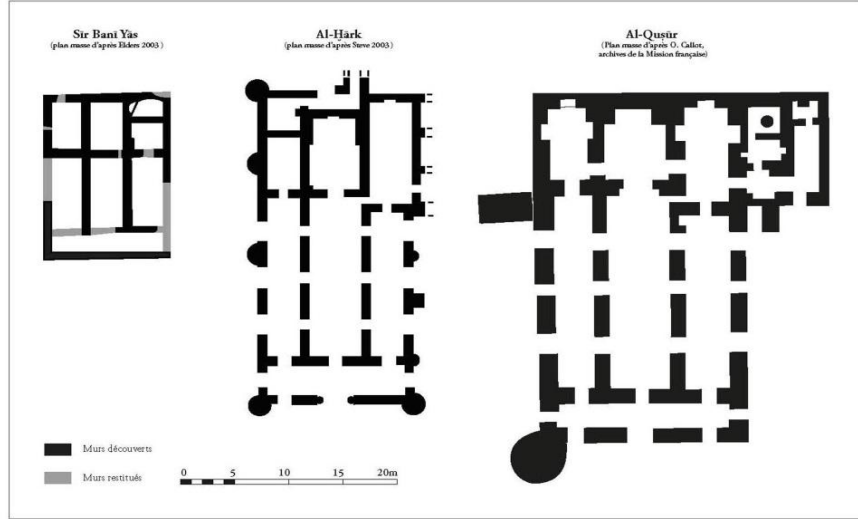 Sīr Banī Yās
(plan masse d'après Elders 2003 )
Al-Ḫārk
(plan masse d'après Steve 2003)
Al-Quṣūr
(Plan masse d'après O. Callot,
archives de la Mission française)
Murs découverts
Murs restitués
0 5 10 15 20m